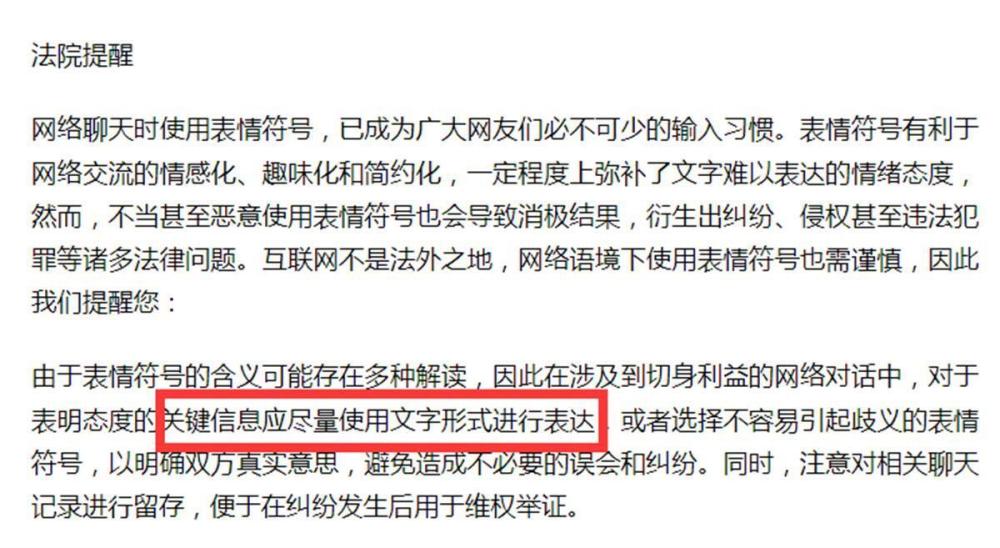 法院提醒
网络聊天时使用表情符号，已成为广大网友们必不可少的输入习惯。表情符号有利于
网络交流的情感化、趣味化和简约化，一定程度上弥补了文字难以表达的情绪态度，
然而，不当甚至恶意使用表情符号也会导致消极结果，衍生出纠纷、侵权甚至违法犯
罪等诸多法律问题。互联网不是法外之地，网络语境下使用表情符号也需谨慎，因此
我们提醒您：
由于表情符号的含义可能存在多种解读，因此在涉及到切身利益的网络对话中，对于
表明态度的关键信息应尽量使用文字形式进行表达，或者选择不容易引起歧义的表情
符号，以明确双方真实意思，避免造成不必要的误会和纠纷。同时，注意对相关聊天
记录进行留存，便于在纠纷发生后用于维权举证。